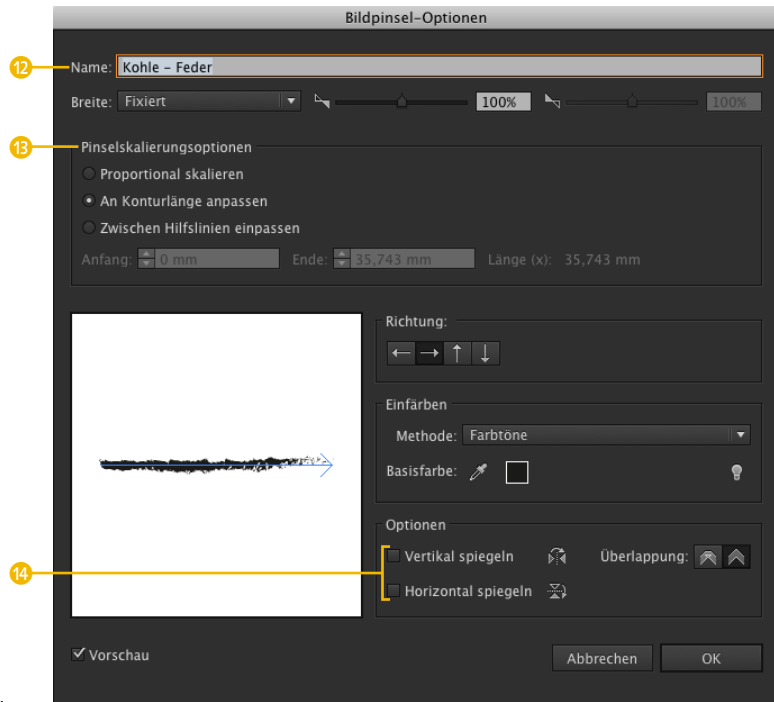 Bildpinsel-Optionen
12 Name: Kohle – Feder
Breite: Fixiert 100% 100%
13 Pinselskalierungsoptionen
Proportional skalieren
An Konturlänge anpassen
Zwischen Hilfslinien einpassen
Anfang: 0 mm Ende: 35,743 mm Länge (x): 35,743 mm
Richtung:
Einfärben
Methode: Farbtöne
Basisfarbe:
Optionen
Vertikal spiegeln Überlappung:
14
Horizontal spiegeln
Vorschau
Abbrechen OK